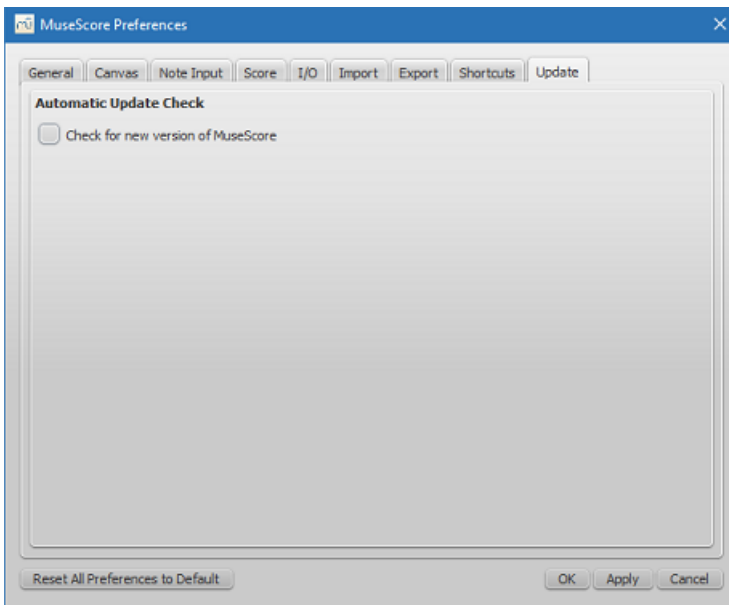 MuseScore Preferences
General Canvas Note Input Score I/O Import Export Shortcuts Update
Automatic Update Check
Check for new version of MuseScore
Reset All Preferences to Default OK Apply Cancel